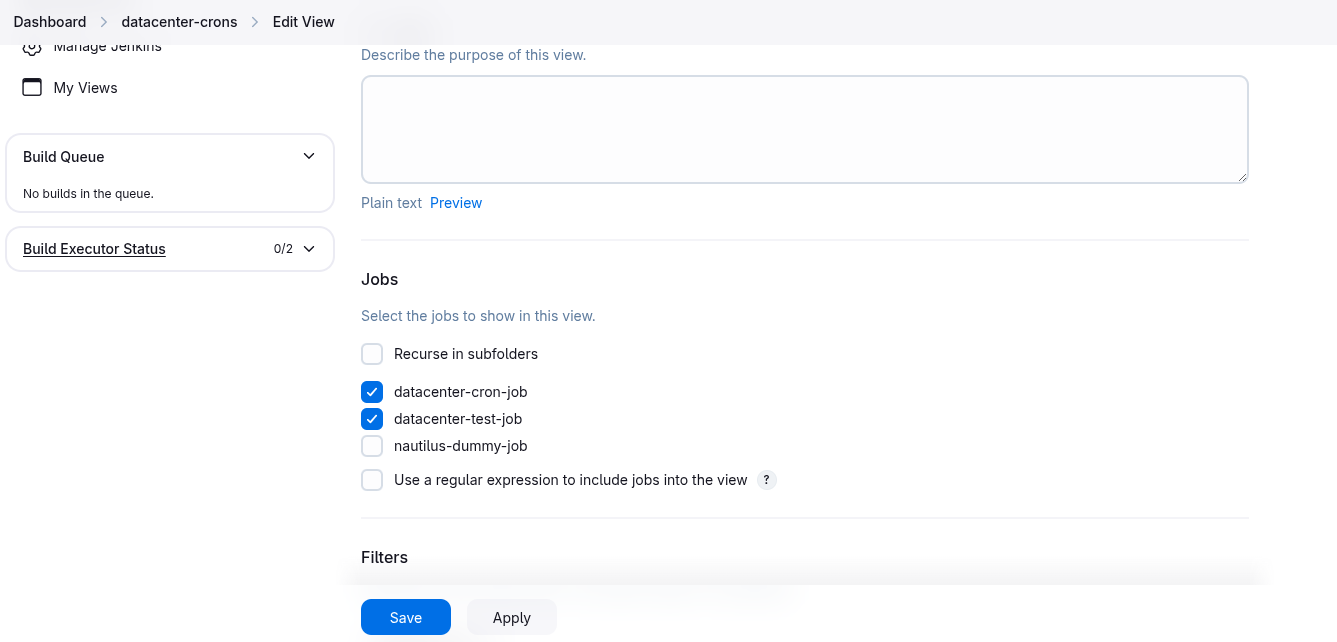 Dashboard > datacenter-crons > Edit View
Manage Jenkins
My Views
Build Queue
No builds in the queue.
Build Executor Status 0/2
Describe the purpose of this view.
Plain text Preview
Jobs
Select the jobs to show in this view.
Recurse in subfolders
datacenter-cron-job
datacenter-test-job
nautilus-dummy-job
Use a regular expression to include jobs into the view ?
Filters
Save Apply